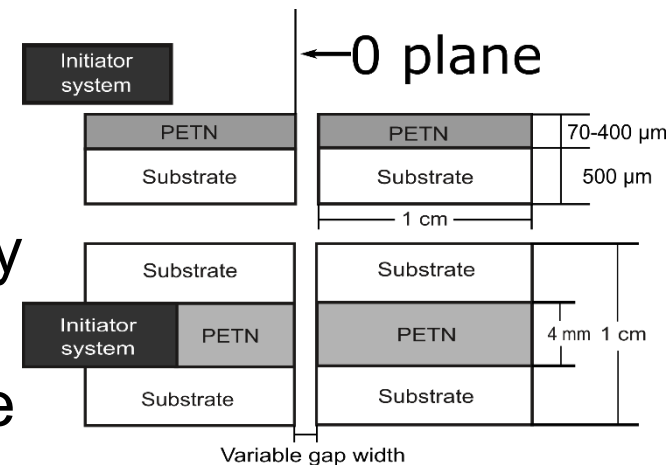 Initiator
system
0 plane
PETN
PETN
70-400 µm
Substrate
Substrate
500 µm
1 cm
y
Substrate
Substrate
Initiator
system
PETN
PETN
4 mm
1 cm
e
Substrate
Substrate
Variable gap width